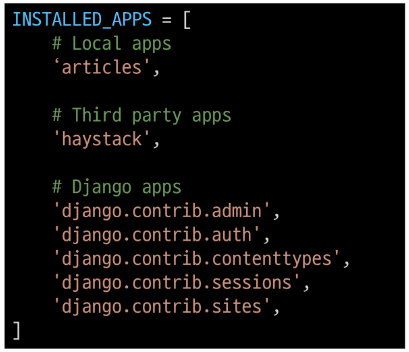 INSTALLED_APPS = [
    # Local apps
    ‘articles',

    # Third party apps
    'haystack',

    # Django apps
    'django.contrib.admin',
    'django.contrib.auth',
    'django.contrib.contenttypes',
    'django.contrib.sessions',
    'django.contrib.sites',
]